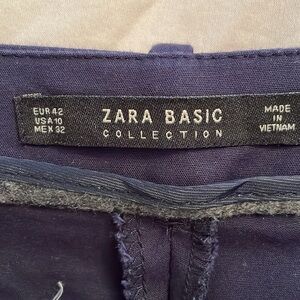 EUR 42
USA 10
MEX 32
ZARA BASIC
COLLECTION
MADE
IN
VIETNAM